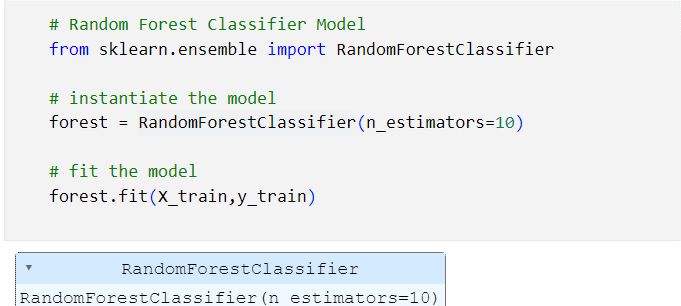 # Random Forest Classifier Model
from sklearn.ensemble import RandomForestClassifier
# instantiate the model
forest = RandomForestClassifier(n_estimators=10)
# fit the model
forest.fit(X_train,y_train)
▾ RandomForestClassifier
RandomForestClassifier(n_estimators=10)